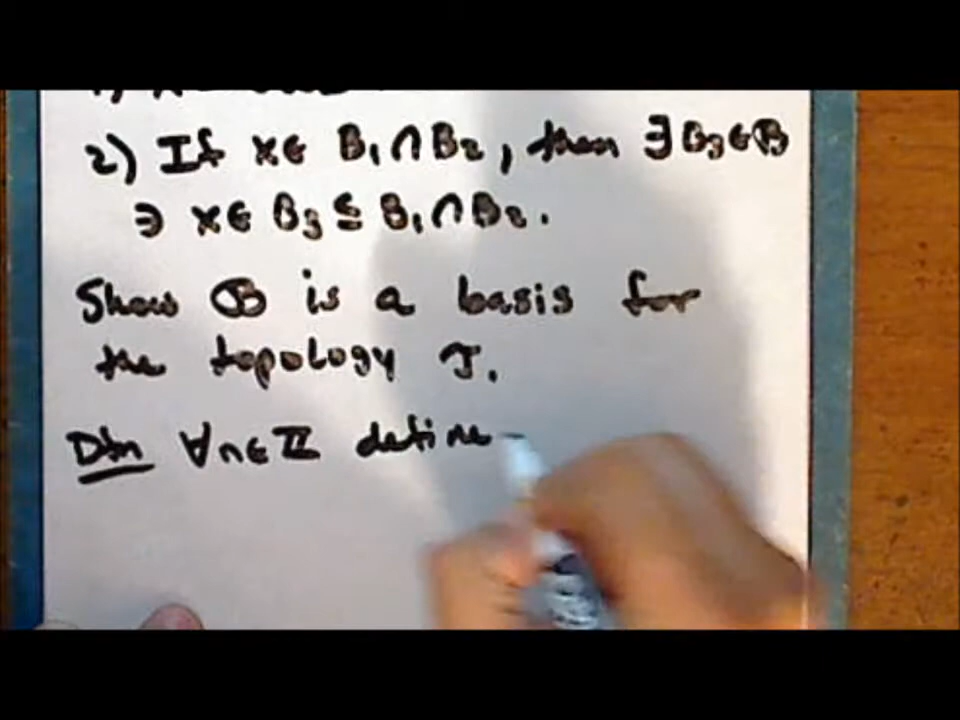 2) If x∈ B₁∩B₂, then ∃ B₃∈ℬ
∋ x∈ B₃ ⊆ B₁∩B₂.
Show ℬ is a basis for
the topology 𝒯.
Dfn ∀n∈ℤ define